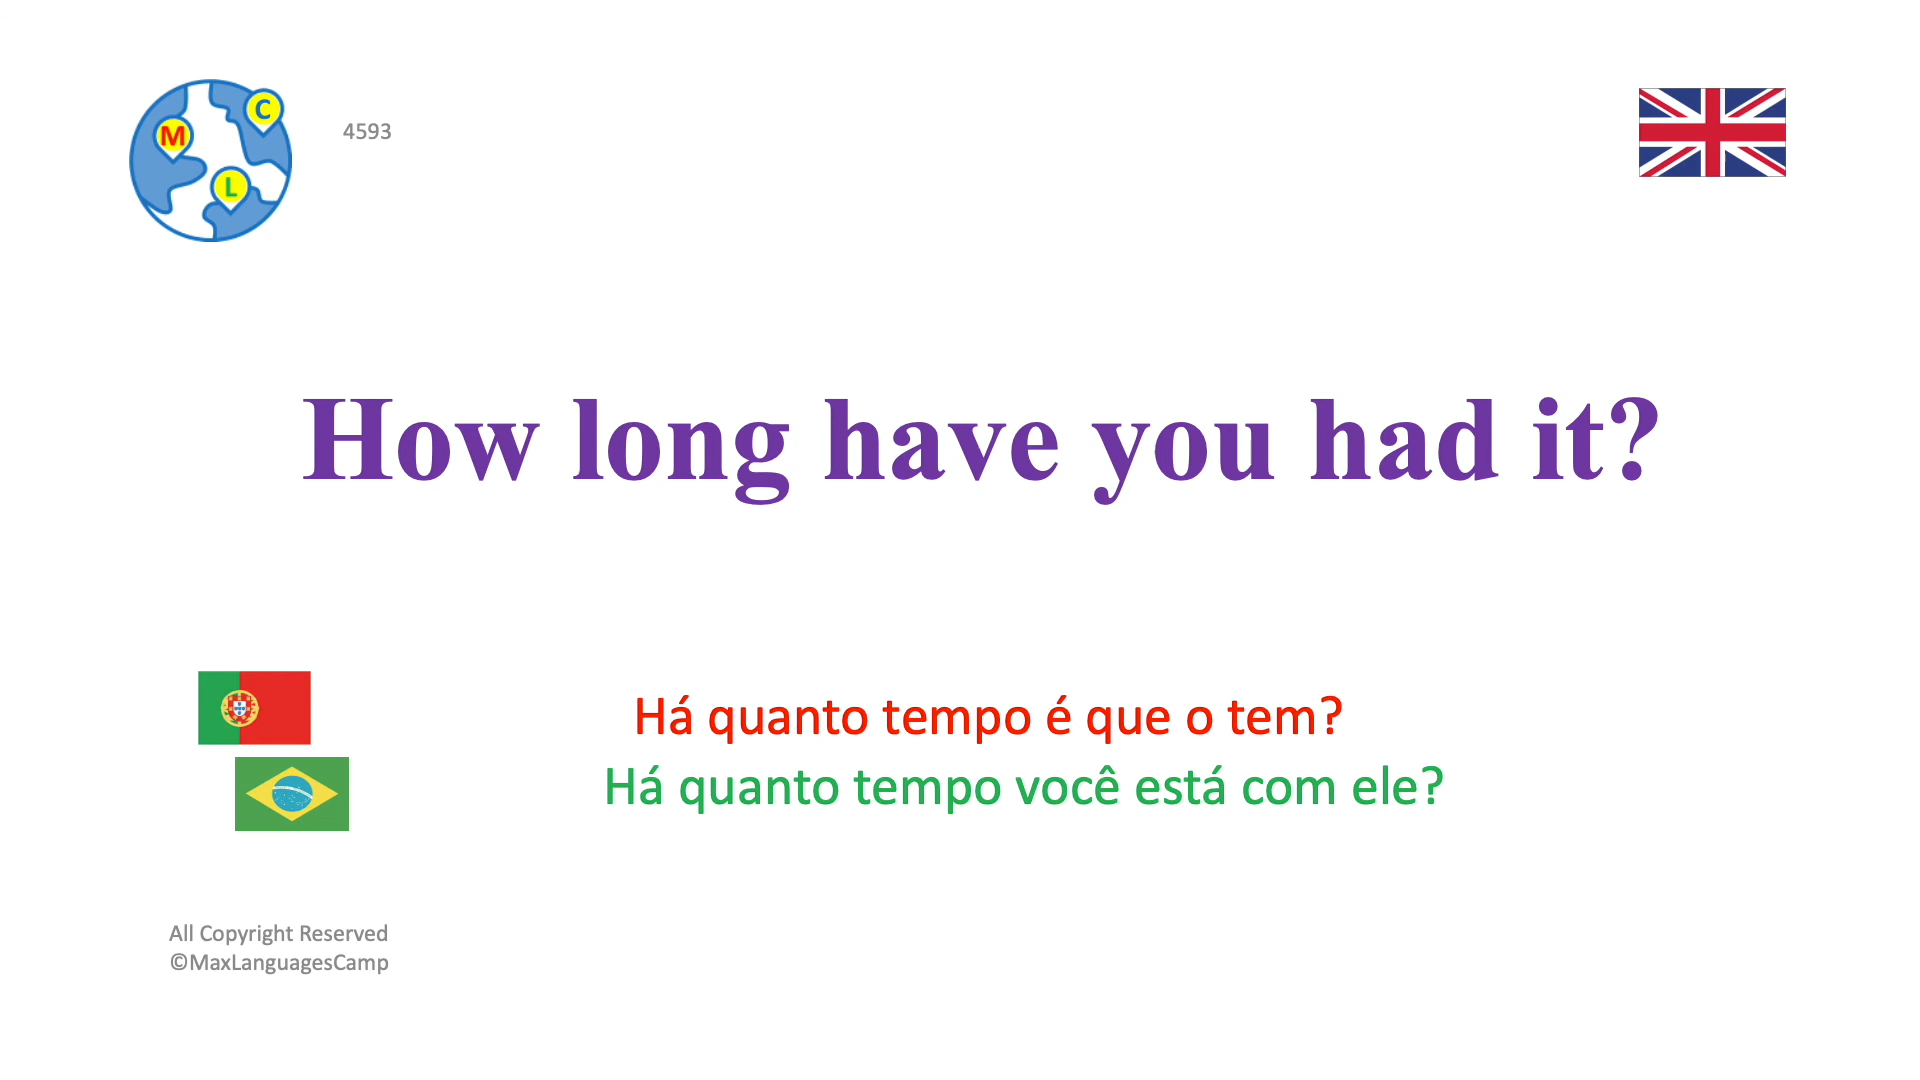 C
M
L
4593
How long have you had it?
Há quanto tempo é que o tem?
Há quanto tempo você está com ele?
All Copyright Reserved
©MaxLanguagesCamp